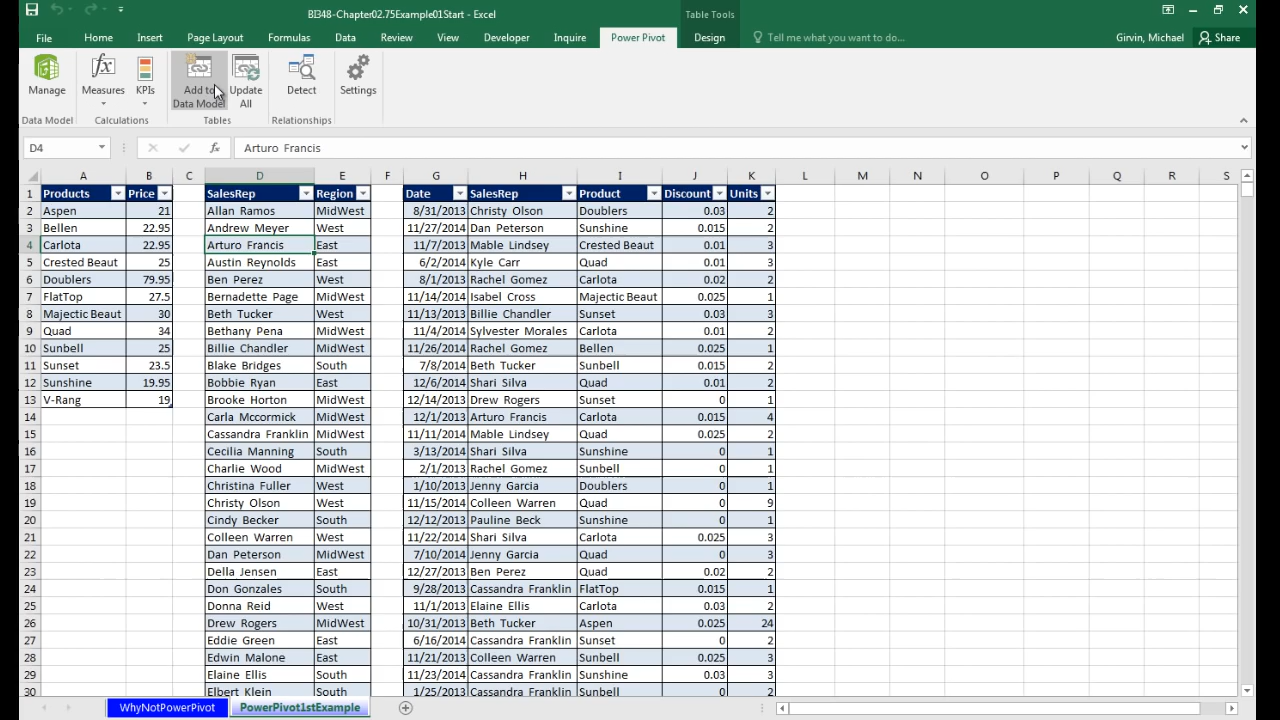 BI348-Chapter02.75Example01Start - Excel
Table Tools
File Home Insert Page Layout Formulas Data Review View Developer Inquire Power Pivot Design Tell me what you want to do... Girvin, Michael Share
Manage Measures KPIs Add to Data Model Update All Detect Settings
Data Model Calculations Tables Relationships
D4 fx Arturo Francis
A B C D E F G H I J K L M N O P Q R S
1 Products Price SalesRep Region Date SalesRep Product Discount Units
2 Aspen 21 Allan Ramos MidWest 8/31/2013 Christy Olson Doublers 0.03 2
3 Bellen 22.95 Andrew Meyer West 11/27/2014 Dan Peterson Sunshine 0.015 2
4 Carlota 22.95 Arturo Francis East 11/7/2013 Mable Lindsey Crested Beaut 0.01 3
5 Crested Beaut 25 Austin Reynolds East 6/2/2014 Kyle Carr Quad 0.01 3
6 Doublers 79.95 Ben Perez West 8/1/2013 Rachel Gomez Carlota 0.02 2
7 FlatTop 27.5 Bernadette Page MidWest 11/14/2014 Isabel Cross Majectic Beaut 0.025 1
8 Majectic Beaut 30 Beth Tucker West 11/13/2013 Billie Chandler Sunset 0.03 3
9 Quad 34 Bethany Pena MidWest 11/4/2014 Sylvester Morales Carlota 0.01 2
10 Sunbell 25 Billie Chandler MidWest 11/26/2014 Rachel Gomez Bellen 0.025 1
11 Sunset 23.5 Blake Bridges South 7/8/2014 Beth Tucker Sunbell 0.015 2
12 Sunshine 19.95 Bobbie Ryan East 12/6/2014 Shari Silva Quad 0.01 2
13 V-Rang 19 Brooke Horton MidWest 12/14/2013 Drew Rogers Sunset 0 1
14 Carla Mccormick MidWest 12/1/2013 Arturo Francis Carlota 0.015 4
15 Cassandra Franklin MidWest 11/11/2014 Mable Lindsey Quad 0.025 2
16 Cecilia Manning South 3/13/2014 Shari Silva Sunshine 0 1
17 Charlie Wood MidWest 2/1/2013 Rachel Gomez Sunbell 0 1
18 Christina Fuller West 1/10/2013 Jenny Garcia Doublers 0 1
19 Christy Olson West 11/15/2014 Colleen Warren Quad 0 9
20 Cindy Becker South 12/12/2013 Pauline Beck Sunshine 0 1
21 Colleen Warren West 11/22/2014 Shari Silva Carlota 0.025 3
22 Dan Peterson MidWest 7/10/2014 Jenny Garcia Quad 0 3
23 Della Jensen East 12/27/2013 Ben Perez Quad 0.02 2
24 Don Gonzales South 9/28/2013 Cassandra Franklin FlatTop 0.015 1
25 Donna Reid West 11/1/2013 Elaine Ellis Carlota 0.03 2
26 Drew Rogers MidWest 10/31/2013 Beth Tucker Aspen 0.025 24
27 Eddie Green East 6/16/2014 Cassandra Franklin Sunset 0 2
28 Edwin Malone East 11/21/2013 Colleen Warren Sunbell 0.025 3
29 Elaine Ellis South 11/23/2014 Cassandra Franklin Sunshine 0.03 3
30 Elbert Klein South 1/25/2013 Cassandra Franklin Sunbell 0 1
WhyNotPowerPivot PowerPivot1stExample